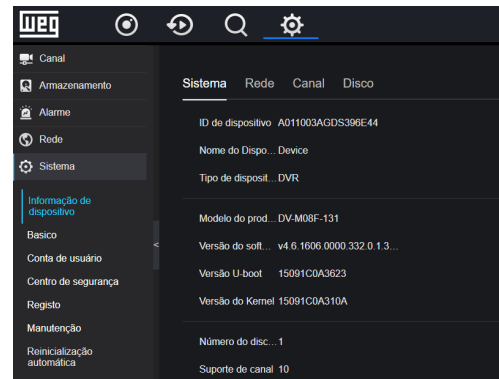 weg
Canal
Armazenamento
Alarme
Rede
Sistema
Informação de
dispositivo
Basico
Conta de usuário
Centro de segurança
Registo
Manutenção
Reinicialização
automática
<
Sistema Rede Canal Disco
ID de dispositivo A011003AGDS396E44
Nome do Dispo... Device
Tipo de disposit... DVR
Modelo do prod... DV-M08F-131
Versão do soft... v4.6.1606.0000.332.0.1.3...
Versão U-boot 15091C0A3623
Versão do Kernel 15091C0A310A
Número do disc... 1
Suporte de canal 10